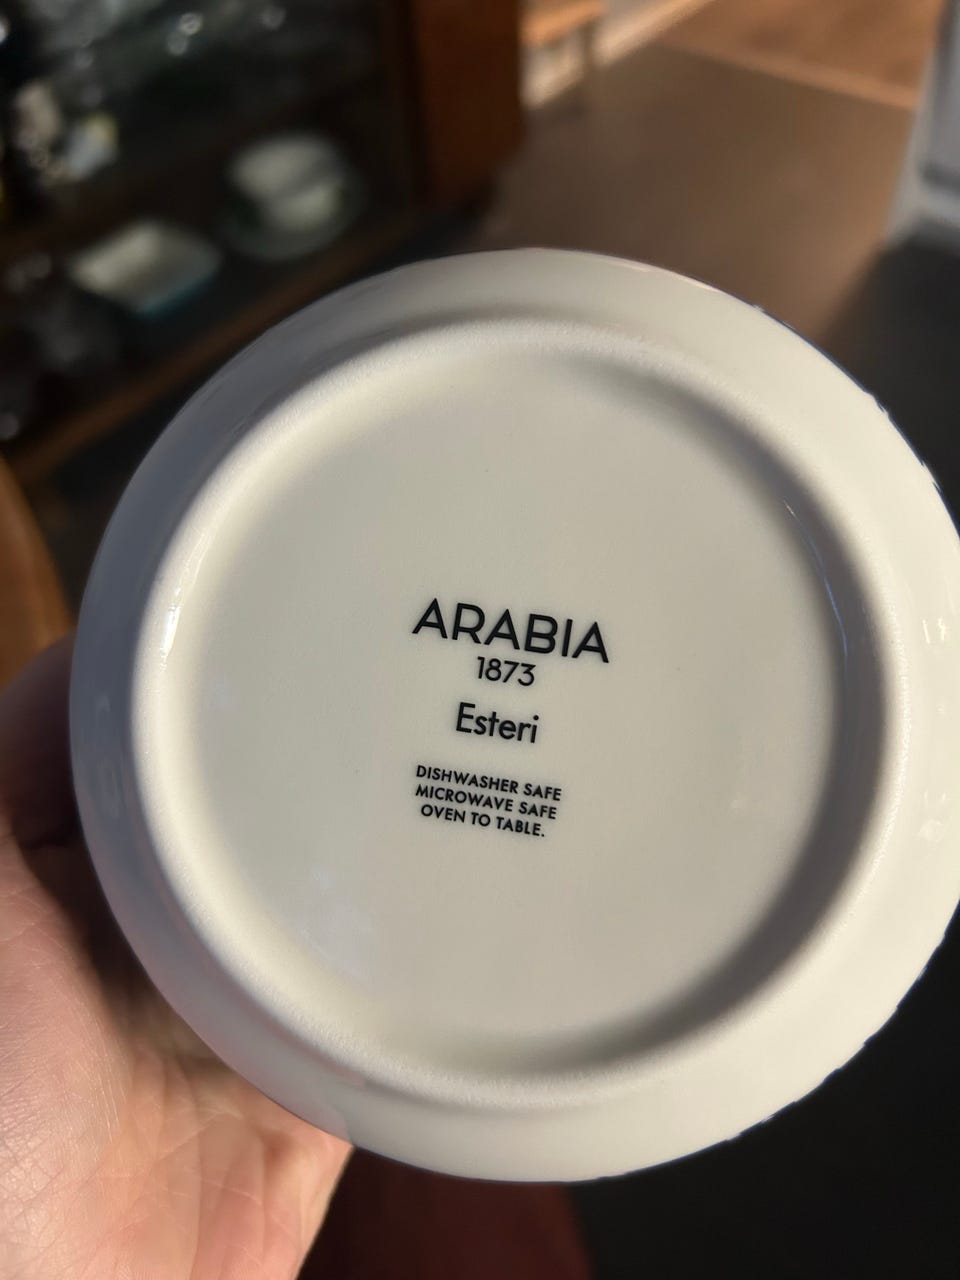 ARABIA
1873
Esteri
DISHWASHER SAFE
MICROWAVE SAFE
OVEN TO TABLE.